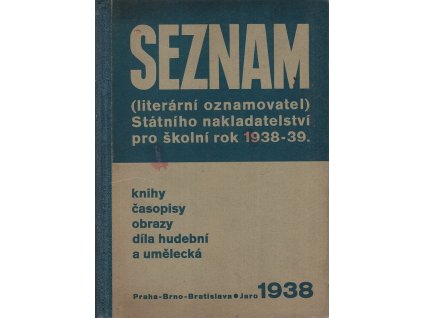 SEZNAM
(literární oznamovatel)
Státního nakladatelství
pro školní rok 1938-39.
knihy
časopisy
obrazy
díla hudební
a umělecká
Praha-Brno-Bratislava ● Jaro 1938